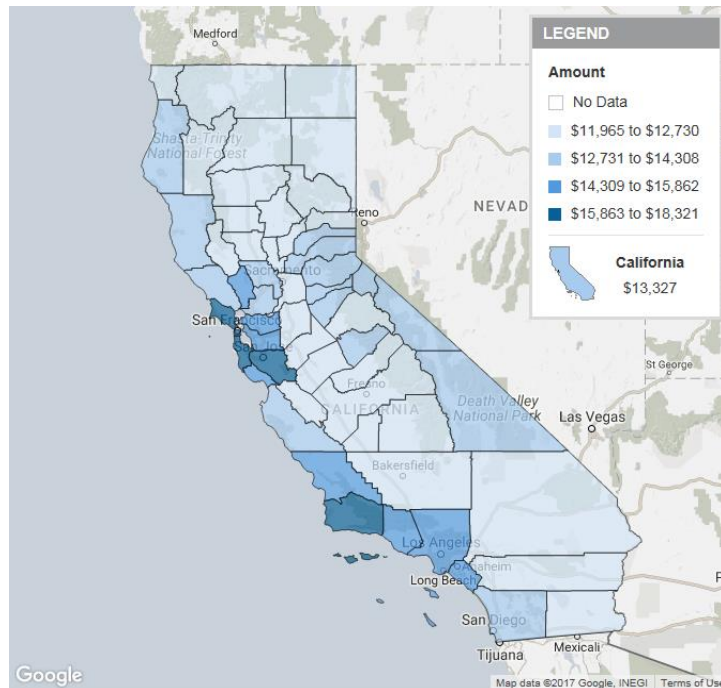 Medford
LEGEND
Amount
No Data
$11,965 to $12,730
$12,731 to $14,308
$14,309 to $15,862
$15,863 to $18,321
California
$13,327
Shasta-Trinity
National Forest
Reno
NEVAD
Sacramento
San Francisco
San Jose
St George
Fresno
CALIFORNIA
Death Valley
National Park
Las Vegas
Bakersfield
Los Angeles
Anaheim
Long Beach
San Diego
Tijuana
Mexicali
P
Google
Map data ©2017 Google, INEGI
Terms of Us